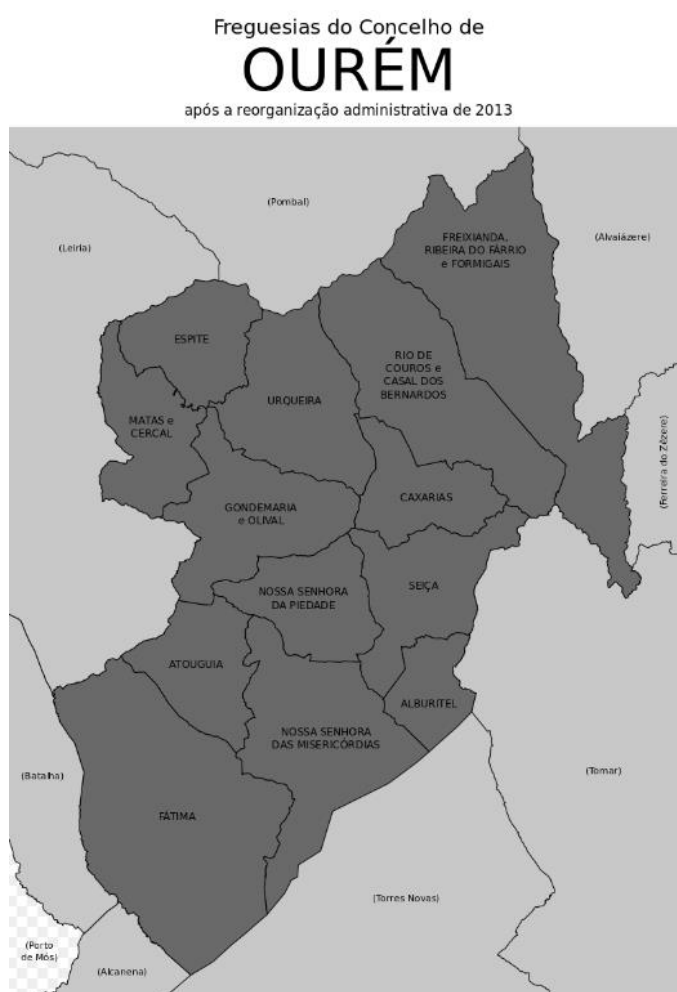 Freguesias do Concelho de
OURÉM
após a reorganização administrativa de 2013
(Pombal)
(Leiria)
(Alvaiázere)
FREIXIANDA,
RIBEIRA DO FÁRRIO
e FORMIGAIS
ESPITE
RIO DE
COUROS e
CASAL DOS
BERNARDOS
URQUEIRA
MATAS e
CERCAL
(Ferreira do Zêzere)
CAXARIAS
GONDEMARIA
e OLIVAL
SEIÇA
NOSSA SENHORA
DA PIEDADE
ATOUGUIA
ALBURITEL
NOSSA SENHORA
DAS MISERICÓRDIAS
(Batalha)
(Tomar)
FÁTIMA
(Torres Novas)
(Porto
de Mós)
(Alcanena)